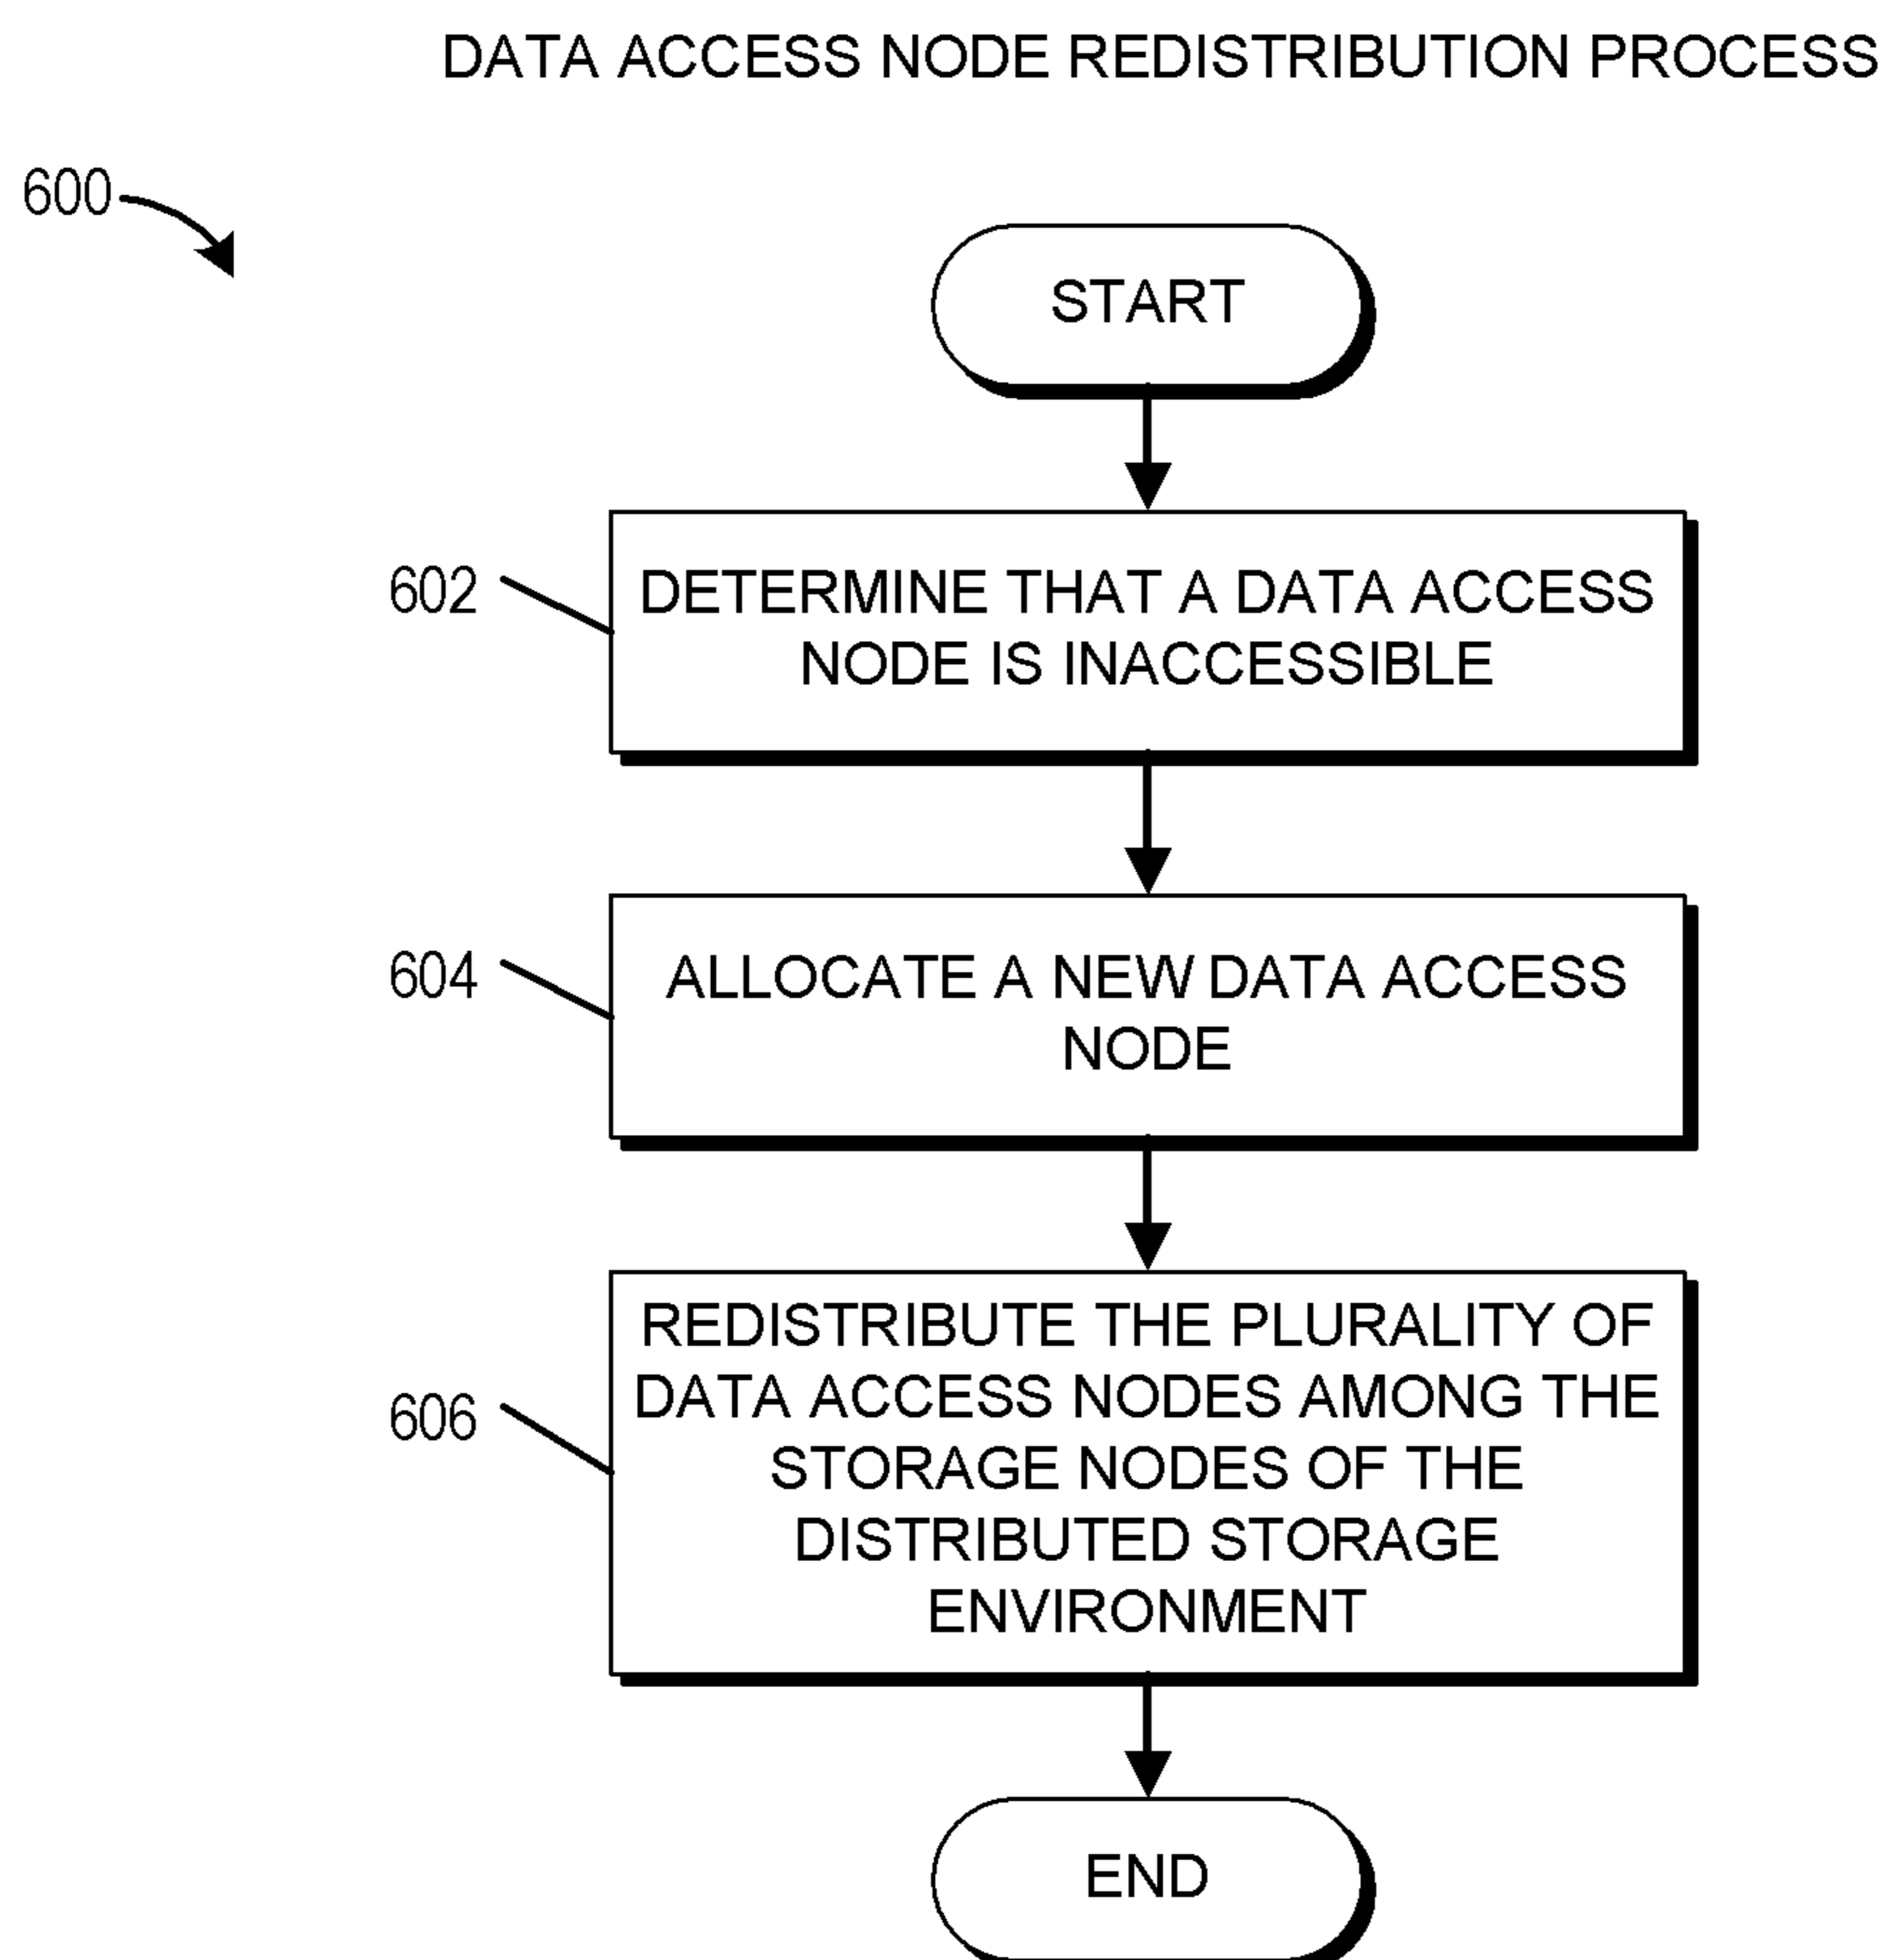 DATA ACCESS NODE REDISTRIBUTION PROCESS
600
START
602
DETERMINE THAT A DATA ACCESS
NODE IS INACCESSIBLE
604
ALLOCATE A NEW DATA ACCESS
NODE
606
REDISTRIBUTE THE PLURALITY OF
DATA ACCESS NODES AMONG THE
STORAGE NODES OF THE
DISTRIBUTED STORAGE
ENVIRONMENT
END